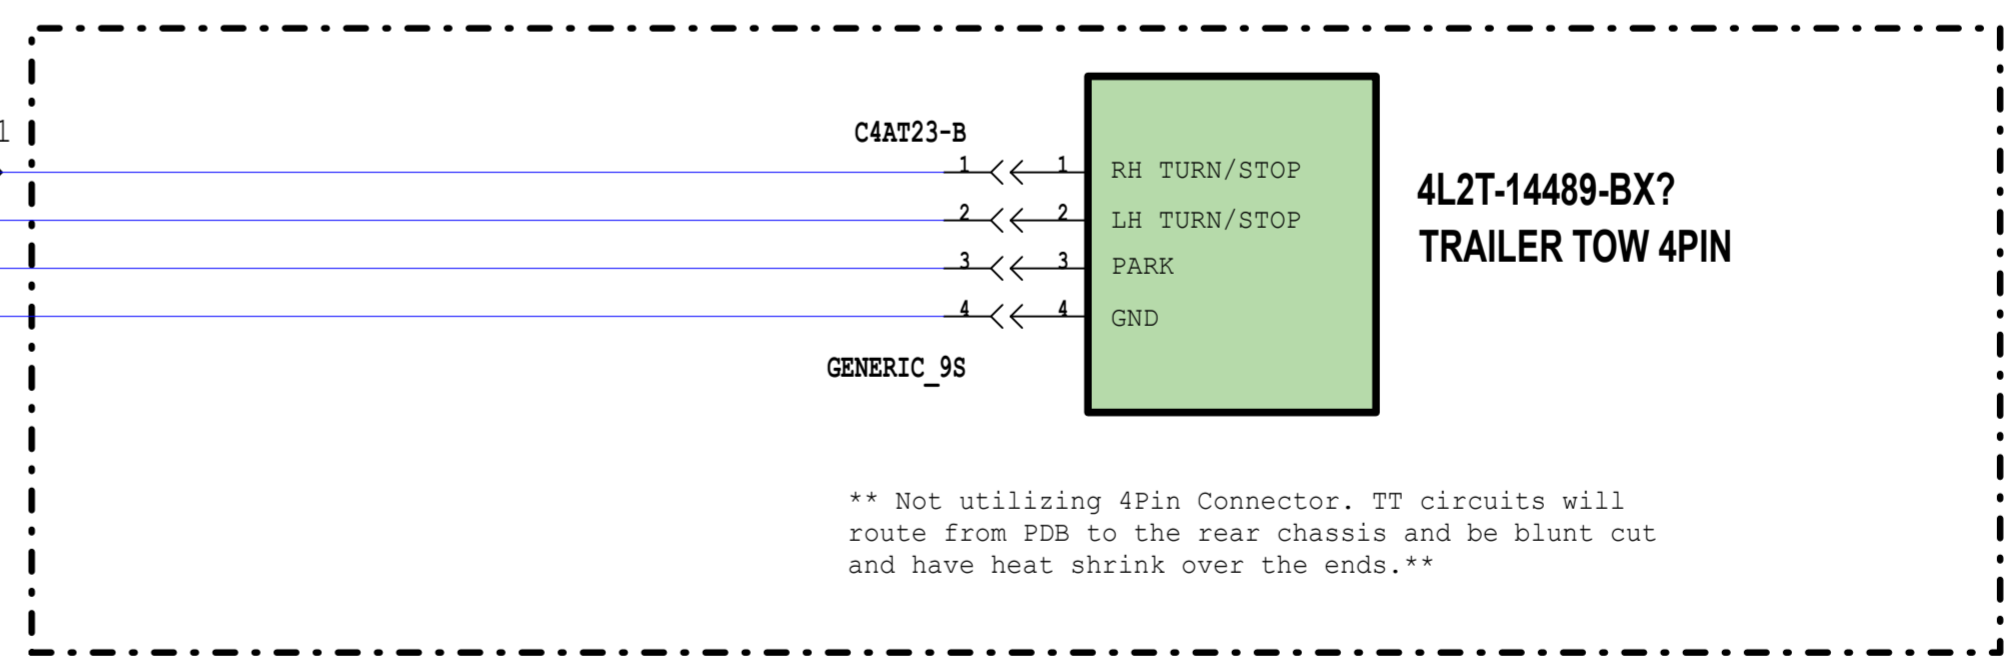 1
C4AT23-B
1 1 RH TURN/STOP
2 2 LH TURN/STOP
3 3 PARK
4 4 GND
GENERIC_9S
4L2T-14489-BX?
TRAILER TOW 4PIN
** Not utilizing 4Pin Connector. TT circuits will
route from PDB to the rear chassis and be blunt cut
and have heat shrink over the ends.**